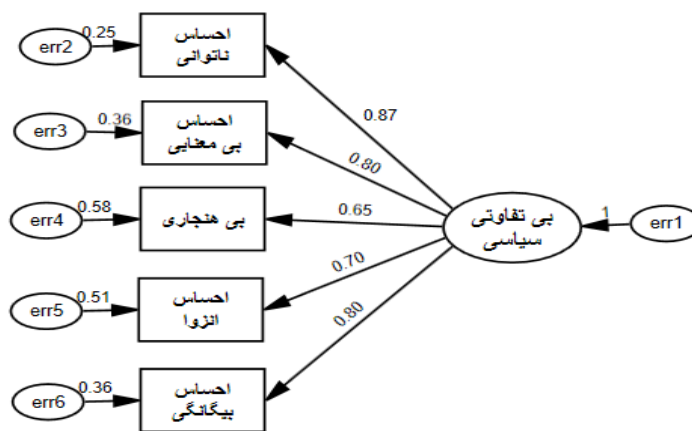 err2
0.25
احساس
ناتوانی
0.87
err3
0.36
احساس
بی معنایی
0.80
err4
0.58
بی هنجاری
0.65
بی تفاوتی
سیاسی
1
err1
err5
0.51
احساس
انزوا
0.70
err6
0.36
احساس
بیگانگی
0.80